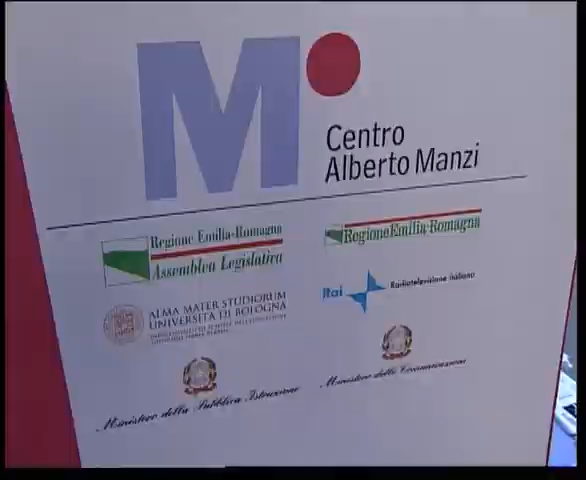 M
Centro
Alberto Manzi
Regione Emilia-Romagna
Assemblea Legislativa
RegioneEmilia-Romagna
ALMA MATER STUDIORUM
UNIVERSITÀ DI BOLOGNA
Rai Radiotelevisione italiana
Ministero della Pubblica Istruzione
Ministero delle Comunicazioni